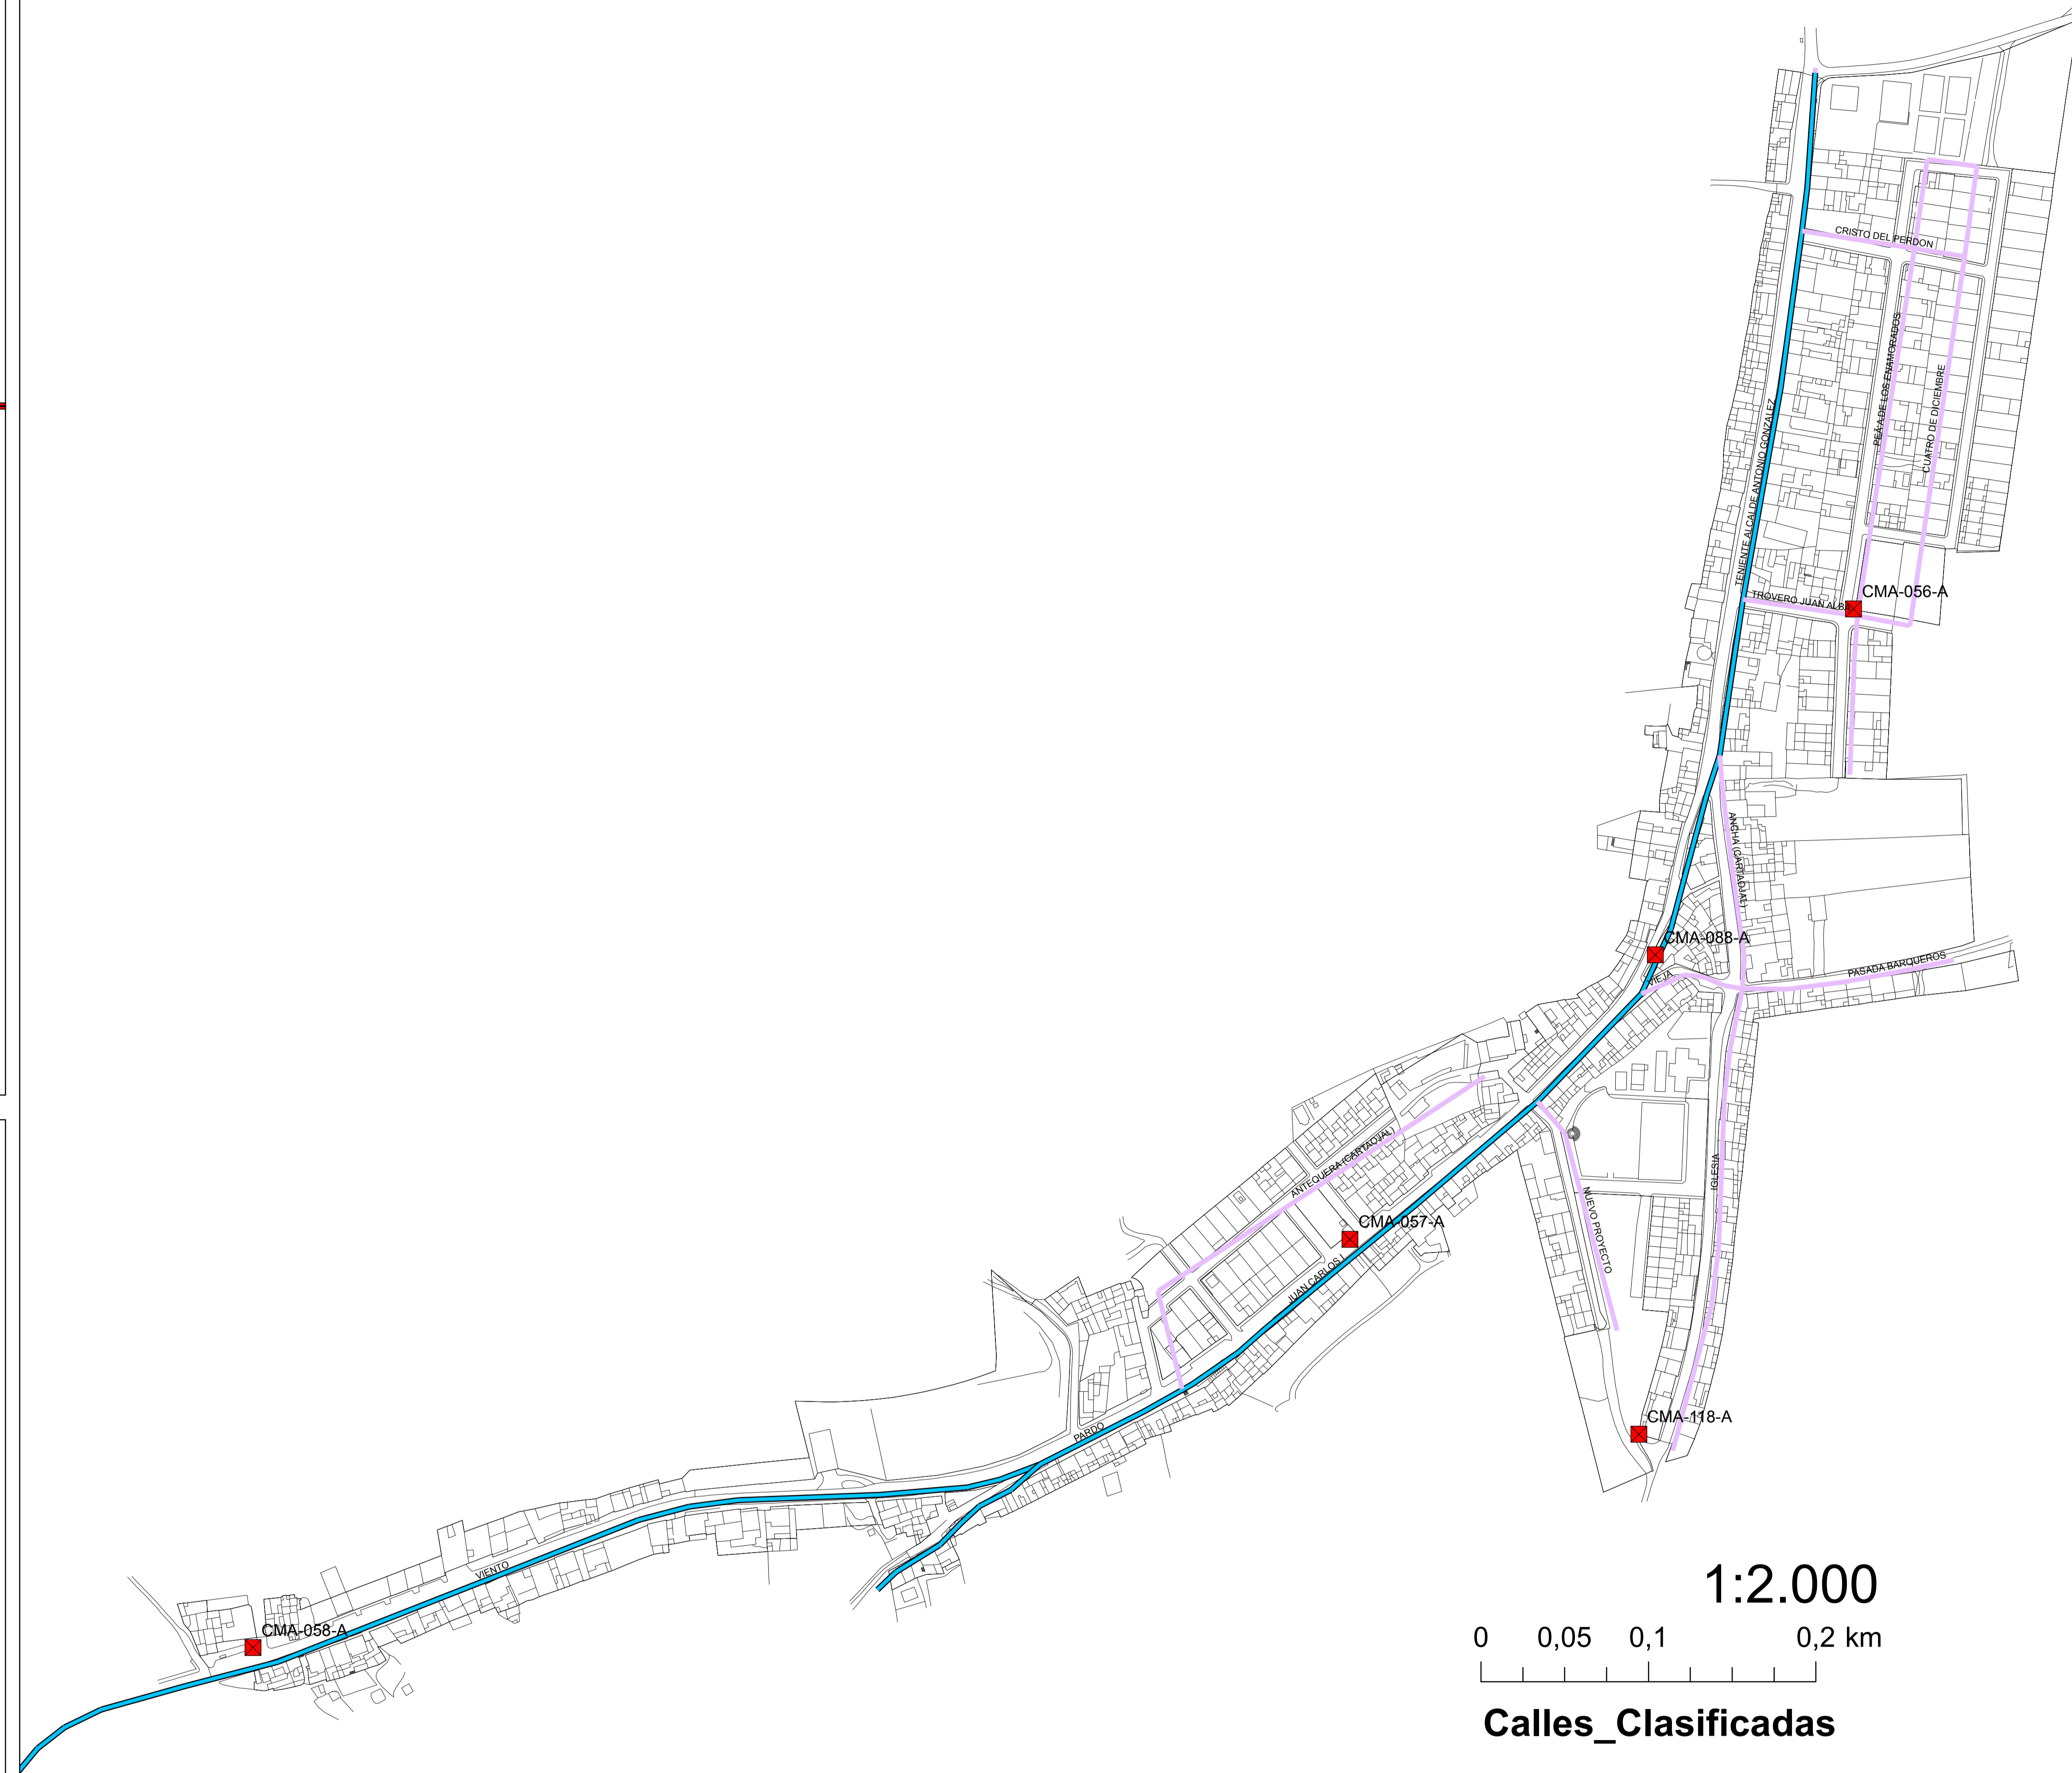 CRISTO DEL PERDON
PEÃ‘A DE LOS ENAMORADOS
CUATRO DE DICIEMBRE
TENIENTE ALCALDE ANTONIO GONZALEZ
CMA-056-A
TROVERO JUAN ALBA
ANCHA (CARTAOJAL)
CMA-088-A
VIEJA
PASADA BARQUEROS
ANTEQUERA (CARTAOJAL)
IGLESIA
NUEVO PROYECTO
CMA-057-A
JUAN CARLOS I
CMA-118-A
PARDO
VIENTO
CMA-058-A
1:2.000
0 0,05 0,1 0,2 km
Calles_Clasificadas